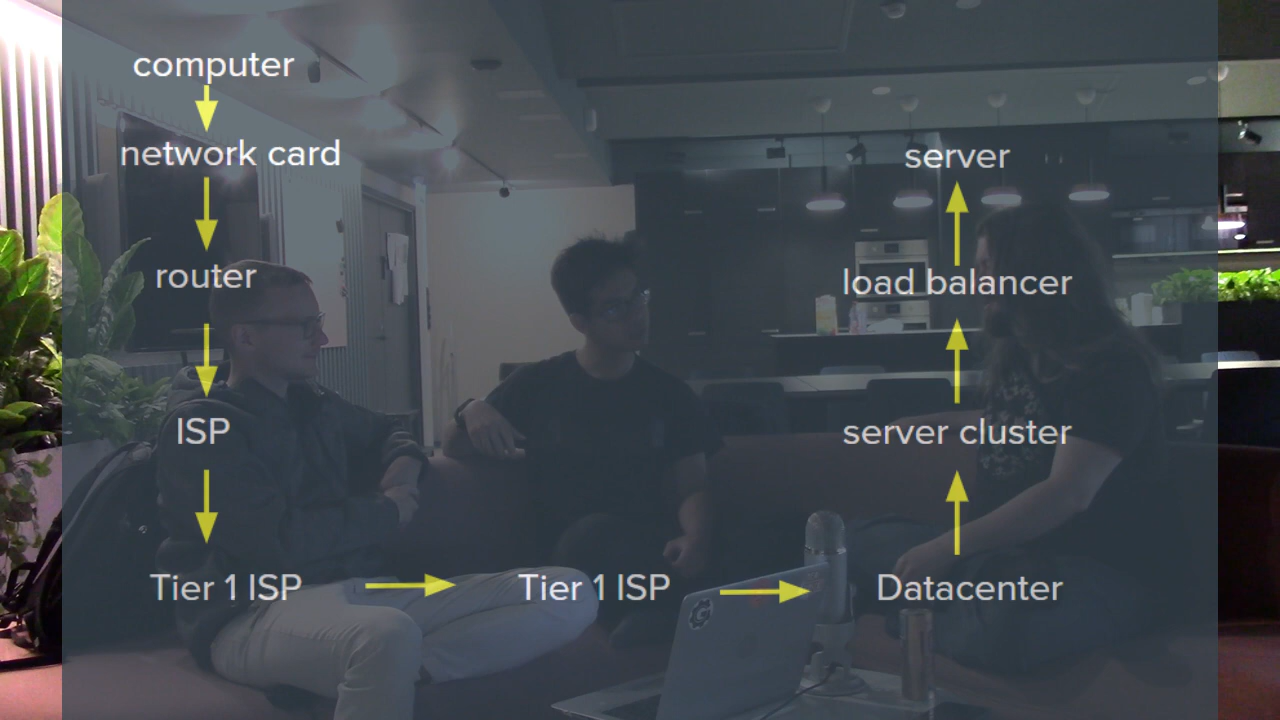 computer
network card
router
ISP
Tier 1 ISP
Tier 1 ISP
Datacenter
server cluster
load balancer
server